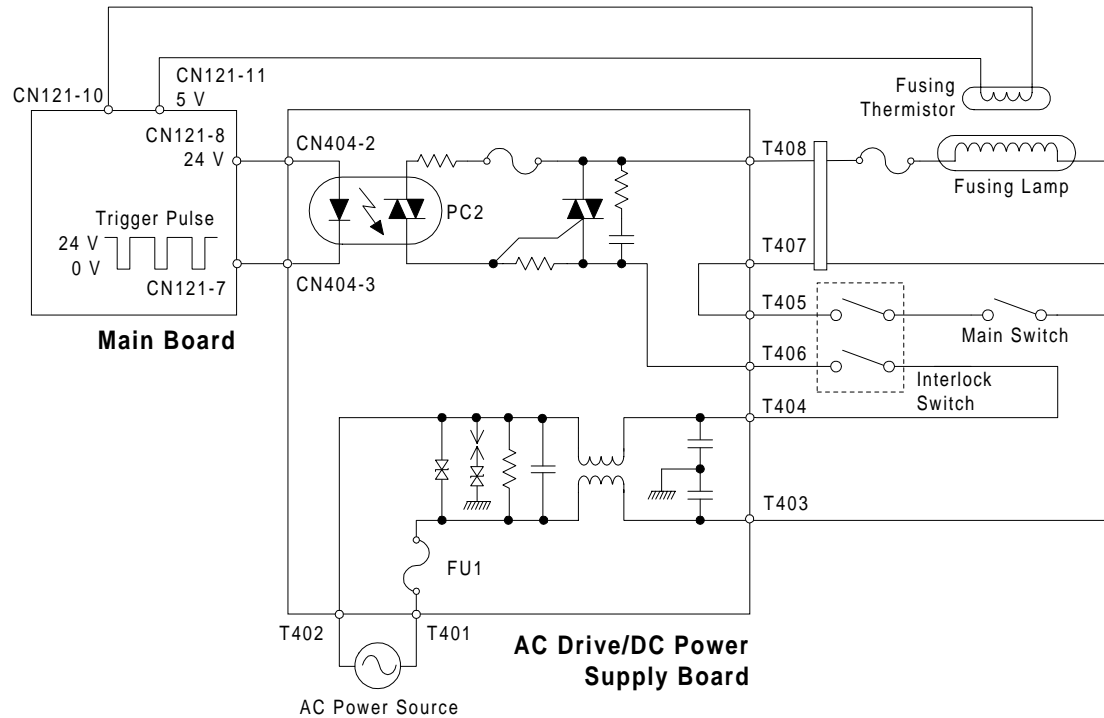 CN121-11
5 V
CN121-10
Fusing
Thermistor
CN121-8
24 V
CN404-2
T408
Fusing Lamp
PC2
Trigger Pulse
24 V
0 V
T407
CN121-7
CN404-3
T405
Main Switch
Main Board
T406
Interlock
Switch
T404
T403
FU1
T402
T401
AC Drive/DC Power
Supply Board
AC Power Source